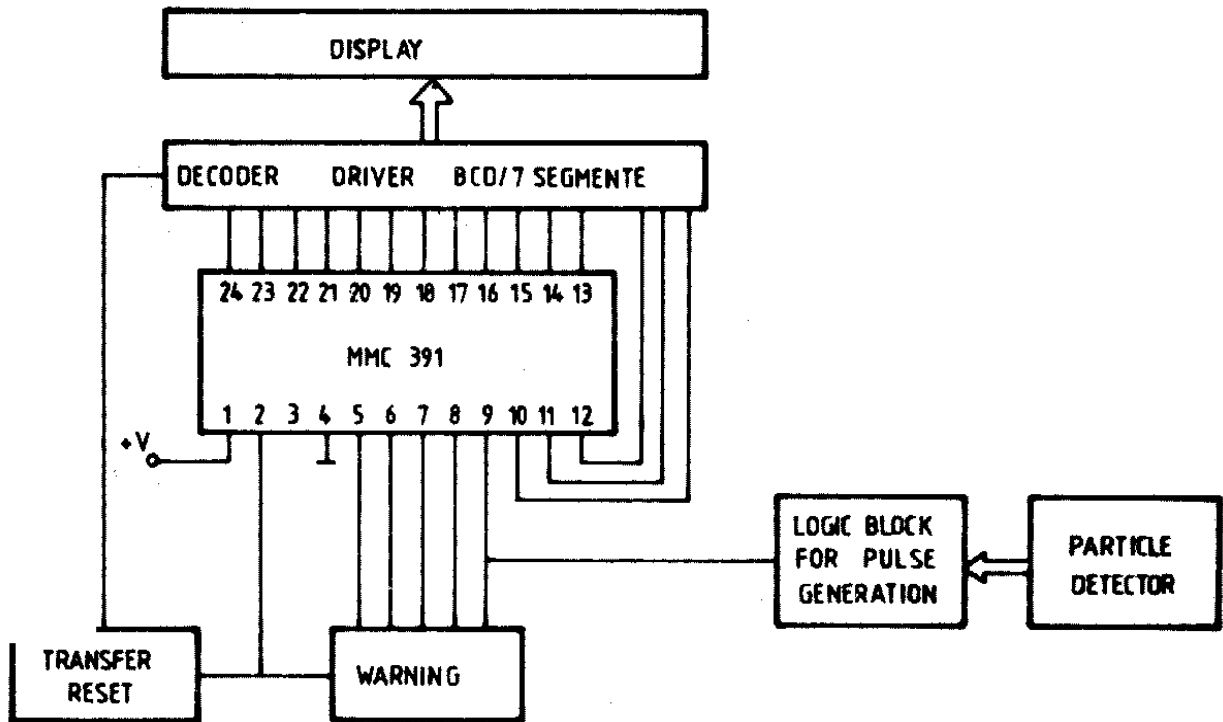 DISPLAY
DECODER DRIVER BCD/7 SEGMENTE
24 23 22 21 20 19 18 17 16 15 14 13
MMC 391
1 2 3 4 5 6 7 8 9 10 11 12
+V
LOGIC BLOCK
FOR PULSE
GENERATION
PARTICLE
DETECTOR
TRANSFER
RESET
WARNING